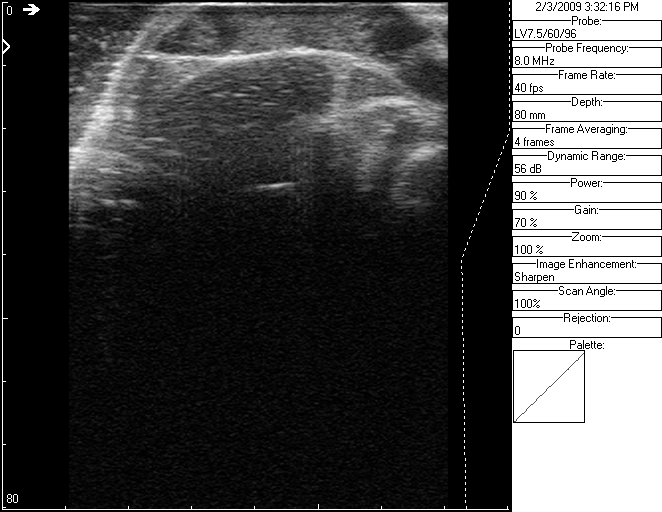 0
80
2/3/2009 3:32:16 PM
Probe:
LV7.5/60/96
Probe Frequency:
8.0 MHz
Frame Rate:
40 fps
Depth:
80 mm
Frame Averaging:
4 frames
Dynamic Range:
56 dB
Power:
90 %
Gain:
70 %
Zoom:
100 %
Image Enhancement:
Sharpen
Scan Angle:
100%
Rejection:
0
Palette: